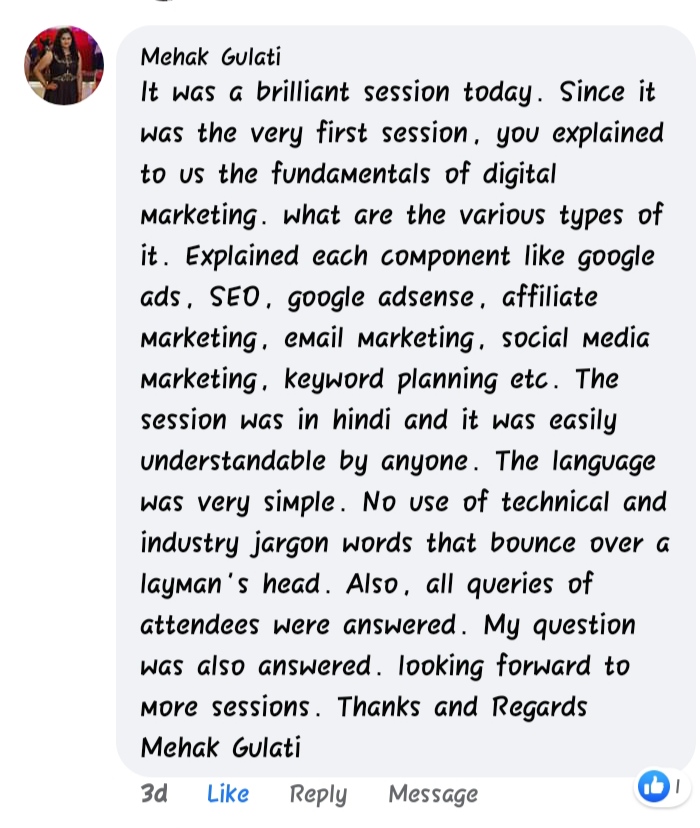 Mehak Gulati
It was a brilliant session today. Since it
was the very first session, you explained
to us the fundamentals of digital
marketing. what are the various types of
it. Explained each component like google
ads, SEO, google adsense, affiliate
marketing, email marketing, social media
marketing, keyword planning etc. The
session was in hindi and it was easily
understandable by anyone. The language
was very simple. No use of technical and
industry jargon words that bounce over a
layman's head. Also, all queries of
attendees were answered. My question
was also answered. looking forward to
more sessions. Thanks and Regards
Mehak Gulati
3d Like Reply Message 1